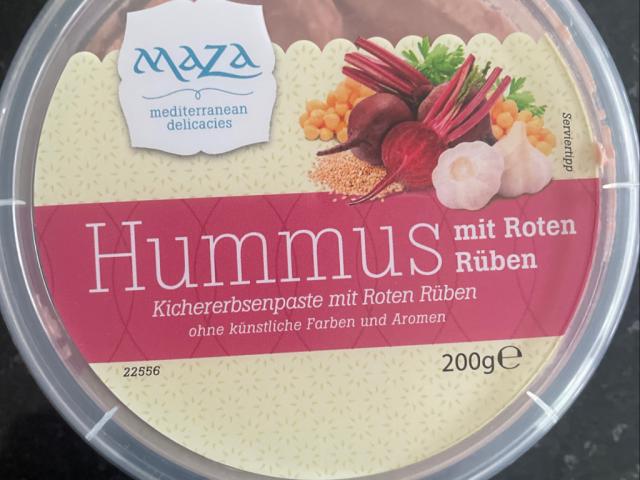 maza
mediterranean
delicacies
Serviertipp
Hummus mit Roten
Rüben
Kichererbsenpaste mit Roten Rüben
ohne künstliche Farben und Aromen
22556
200g℮